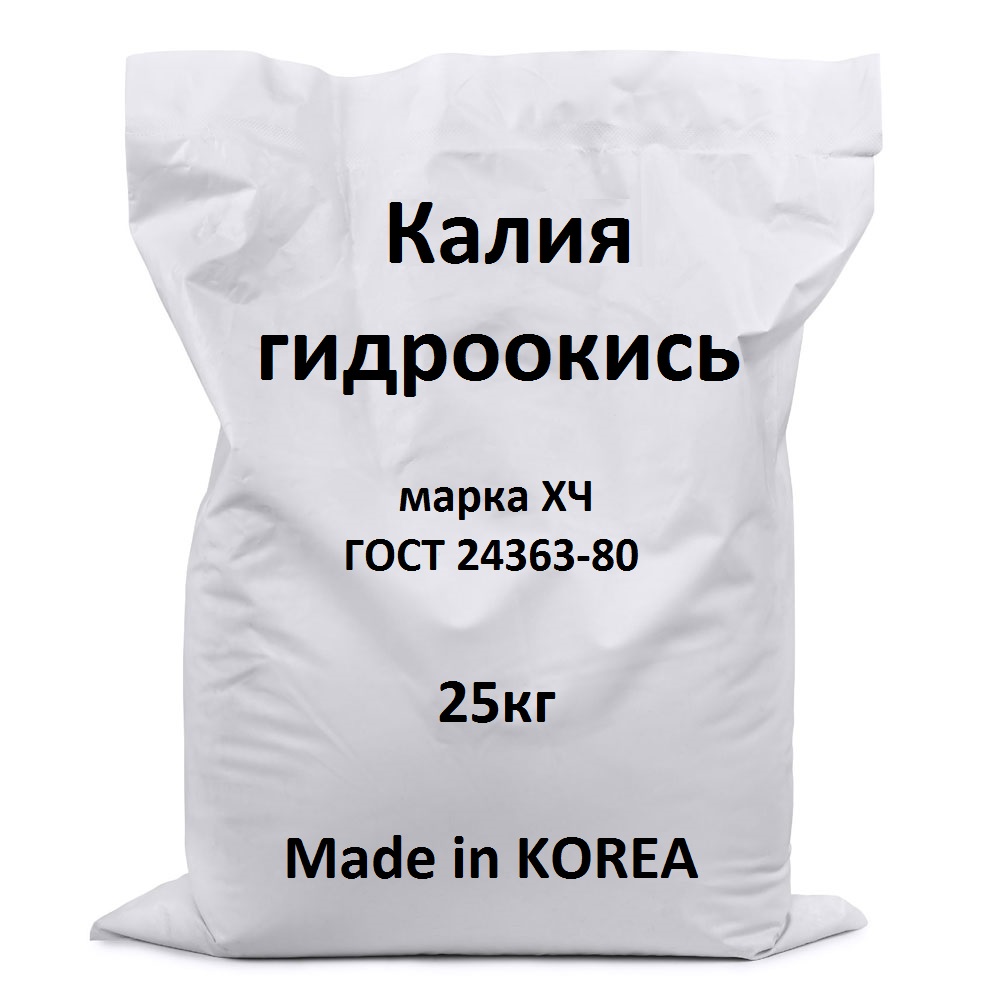 Калия
гидроокись
марка ХЧ
ГОСТ 24363-80
25кг
Made in KOREA